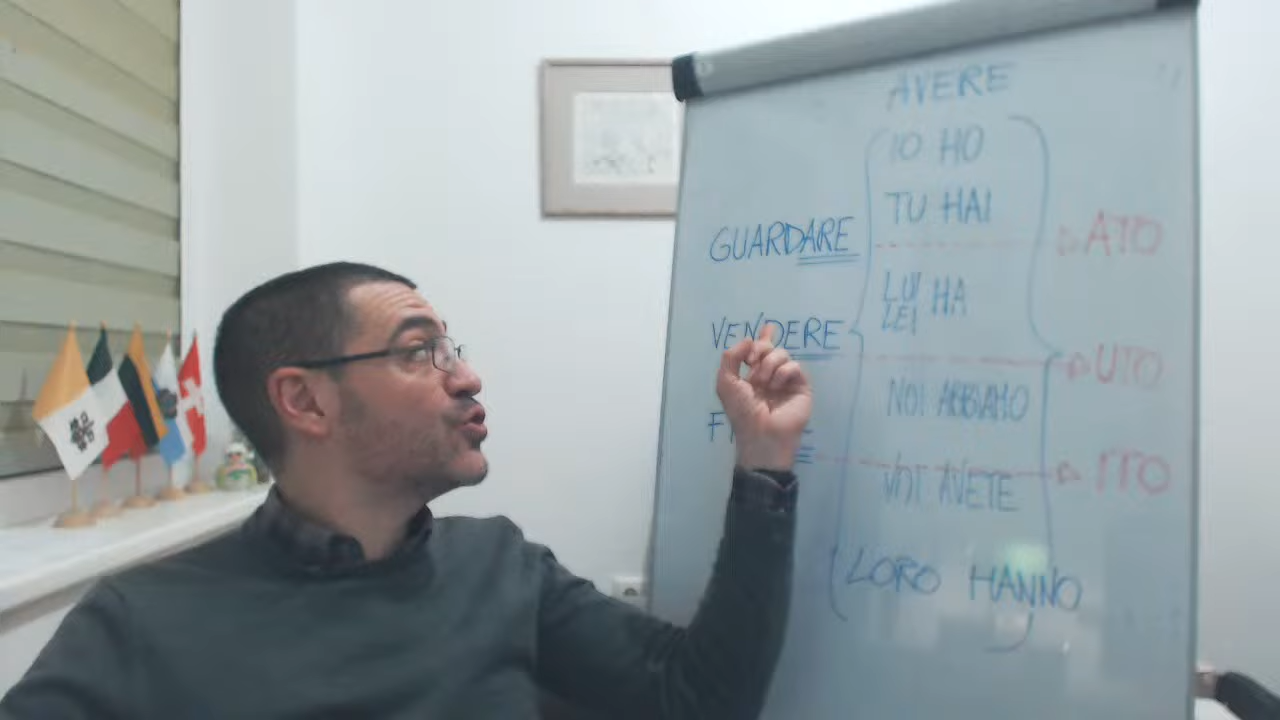 AVERE
IO HO
TU HAI
GUARDARE
ATO
LUI
LEI
HA
VENDERE
UTO
NOI ABBIAMO
ITO
VOI AVETE
LORO HANNO